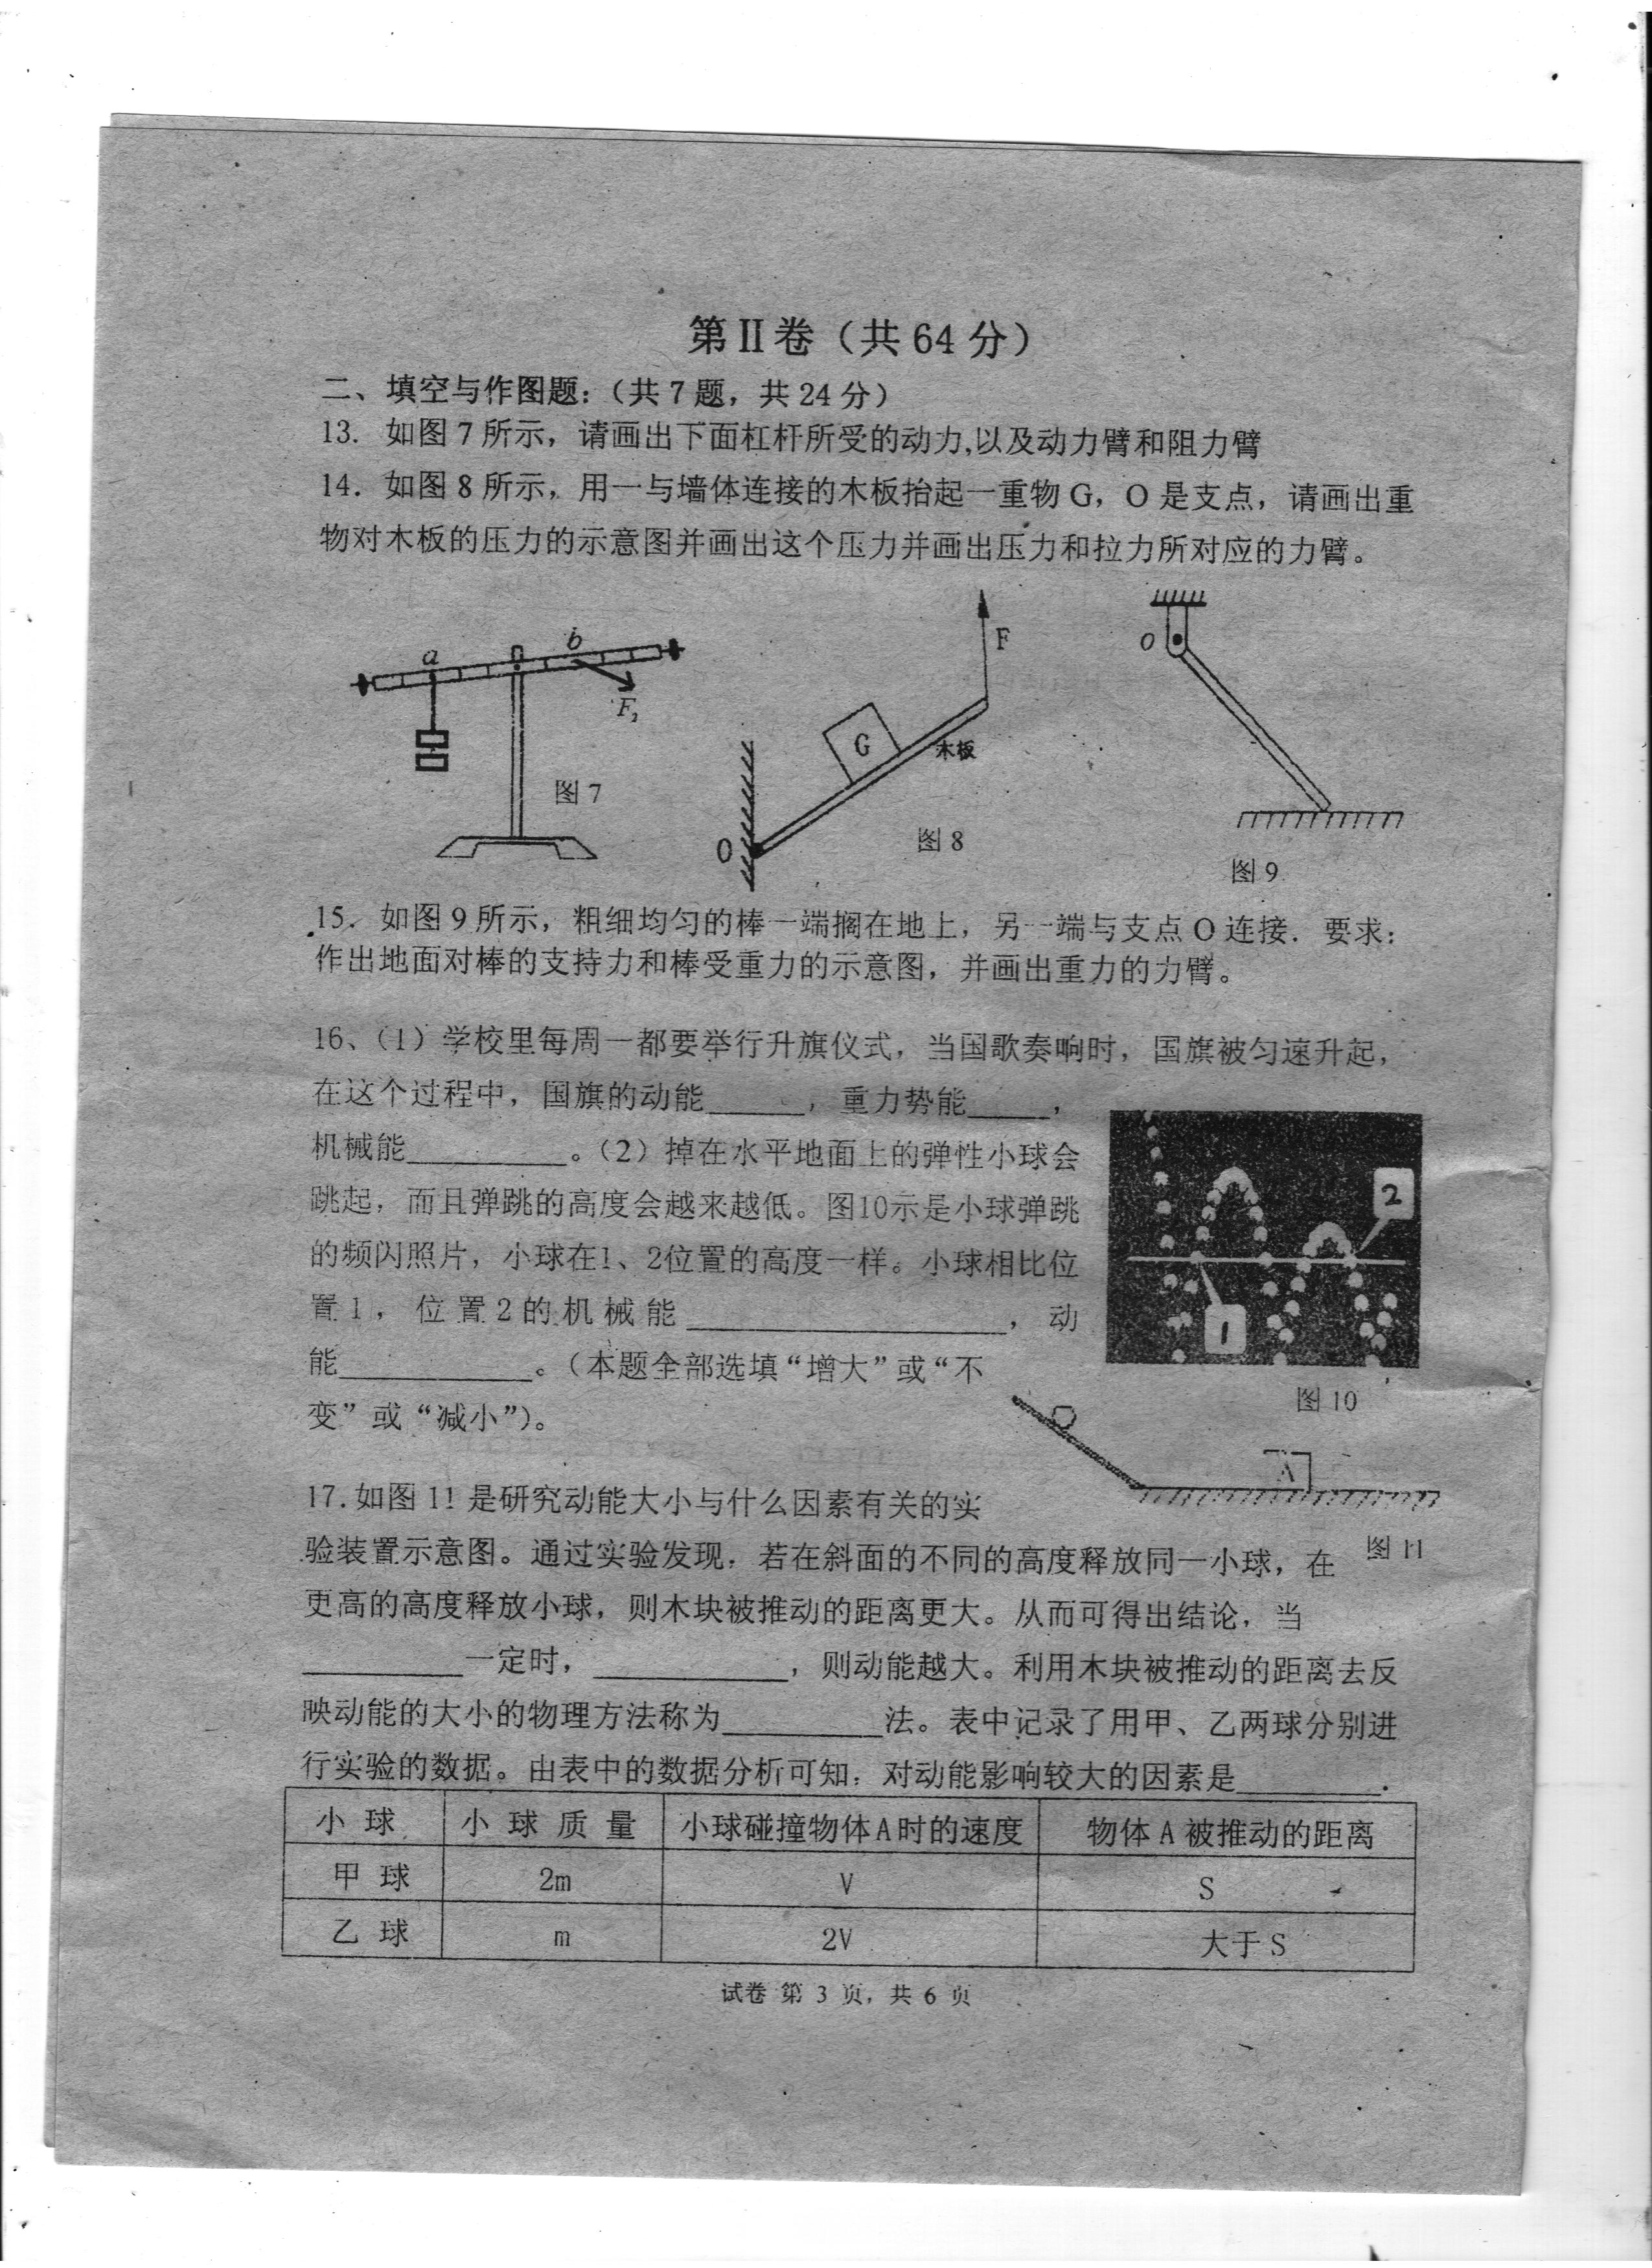 第Ⅱ卷（共64分）
二、填空与作图题:（共7题，共24分）
13. 如图7所示，请画出下面杠杆所受的动力,以及动力臂和阻力臂
14. 如图8所示，用一与墙体连接的木板抬起一重物G，O是支点，请画出重
物对木板的压力的示意图并画出这个压力并画出压力和拉力所对应的力臂。
a
b
F₂
图7
F
G
木板
O
图8
O
图9
15. 如图9所示，粗细均匀的棒一端搁在地上，另一端与支点O连接．要求:
作出地面对棒的支持力和棒受重力的示意图，并画出重力的力臂。
16、（1）学校里每周一都要举行升旗仪式，当国歌奏响时，国旗被匀速升起，
在这个过程中，国旗的动能______，重力势能_____，
机械能__________。（2）掉在水平地面上的弹性小球会
跳起，而且弹跳的高度会越来越低。图10示是小球弹跳
的频闪照片，小球在1、2位置的高度一样。小球相比位
置1，位置2的机械能____________________，动
能____________。（本题全部选填“增大”或“不
变”或“减小”）。
2
1
图10
A
图11
17.如图11是研究动能大小与什么因素有关的实
验装置示意图。通过实验发现，若在斜面的不同的高度释放同一小球，在
更高的高度释放小球，则木块被推动的距离更大。从而可得出结论，当
__________一定时，____________，则动能越大。利用木块被推动的距离去反
映动能的大小的物理方法称为__________法。表中记录了用甲、乙两球分别进
行实验的数据。由表中的数据分析可知，对动能影响较大的因素是_________.
小球 小球质量 小球碰撞物体A时的速度 物体A被推动的距离
甲球 2m V S
乙球 m 2V 大于S
试卷 第 3 页，共 6 页